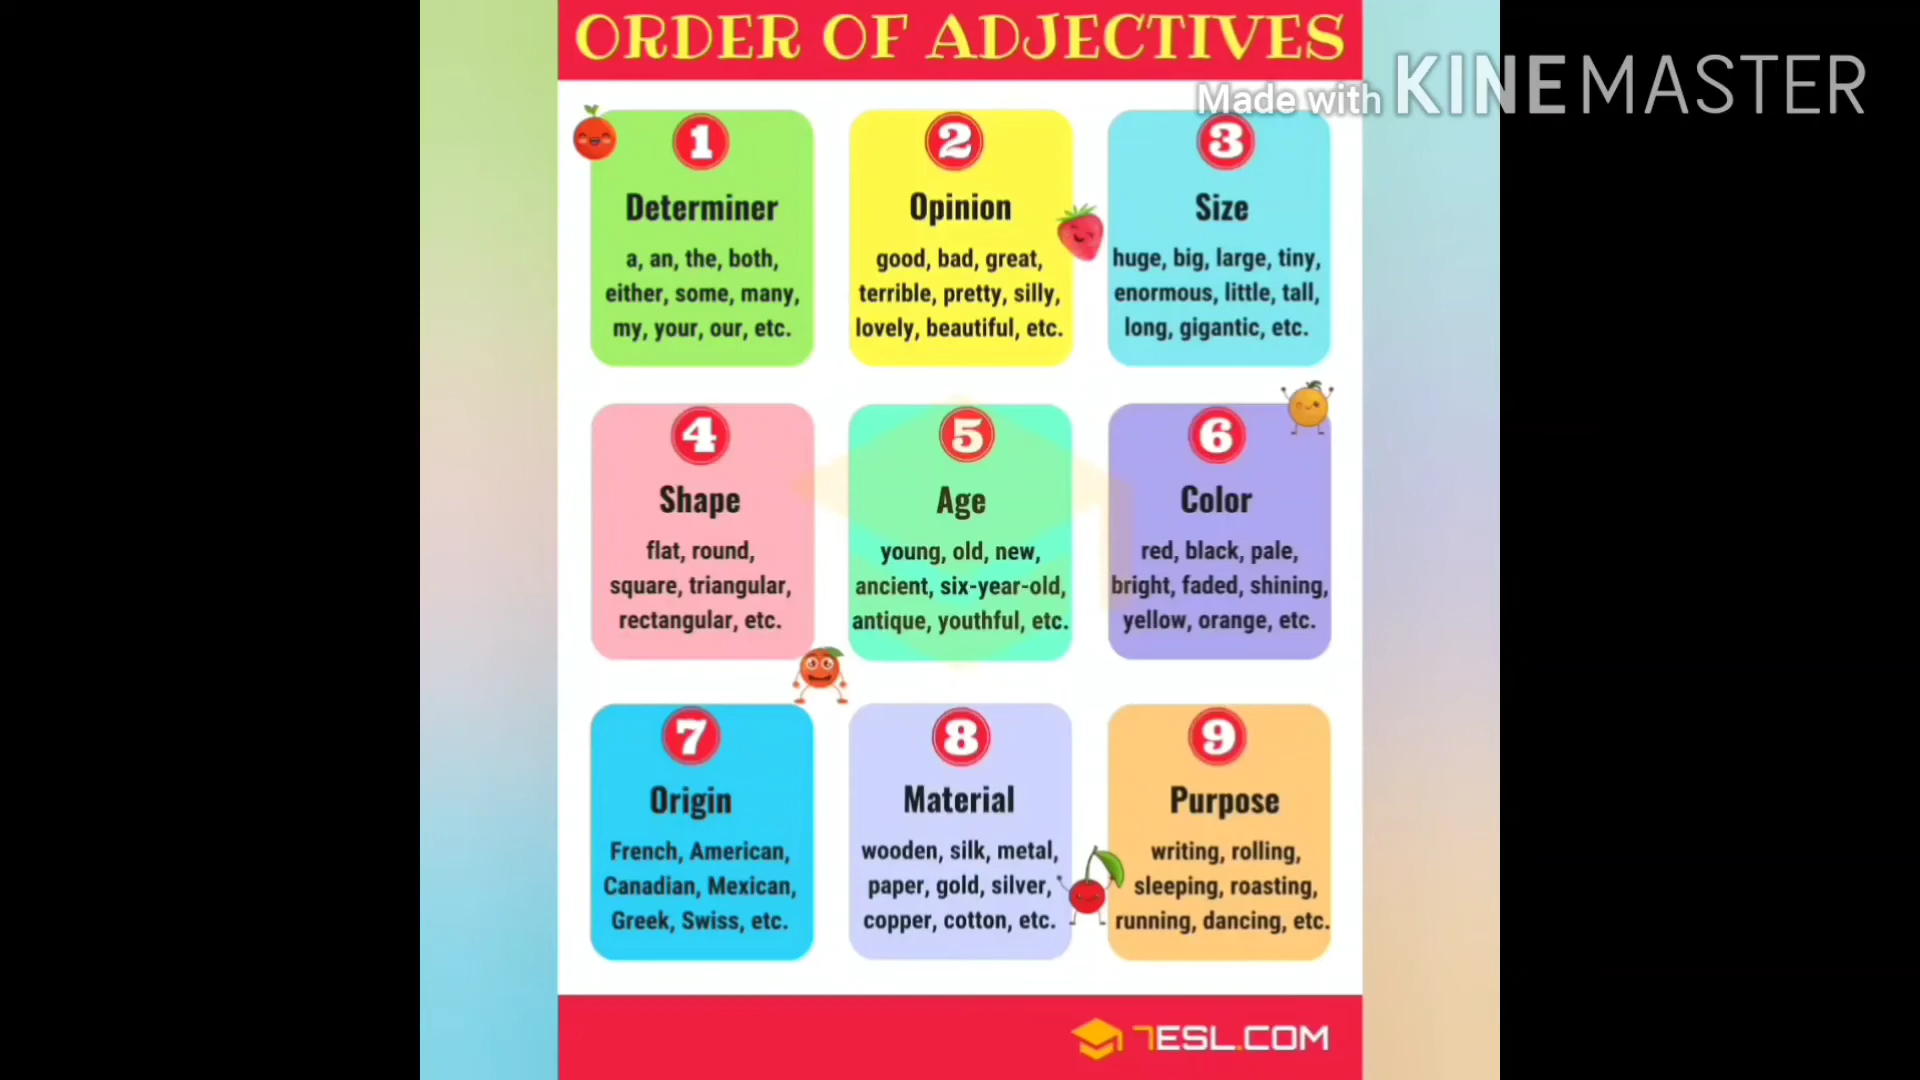 ORDER OF ADJECTIVES
Made with KINEMASTER
1
Determiner
a, an, the, both,
either, some, many,
my, your, our, etc.
2
Opinion
good, bad, great,
terrible, pretty, silly,
lovely, beautiful, etc.
3
Size
huge, big, large, tiny,
enormous, little, tall,
long, gigantic, etc.
4
Shape
flat, round,
square, triangular,
rectangular, etc.
5
Age
young, old, new,
ancient, six-year-old,
antique, youthful, etc.
6
Color
red, black, pale,
bright, faded, shining,
yellow, orange, etc.
7
Origin
French, American,
Canadian, Mexican,
Greek, Swiss, etc.
8
Material
wooden, silk, metal,
paper, gold, silver,
copper, cotton, etc.
9
Purpose
writing, rolling,
sleeping, roasting,
running, dancing, etc.
7ESL.COM